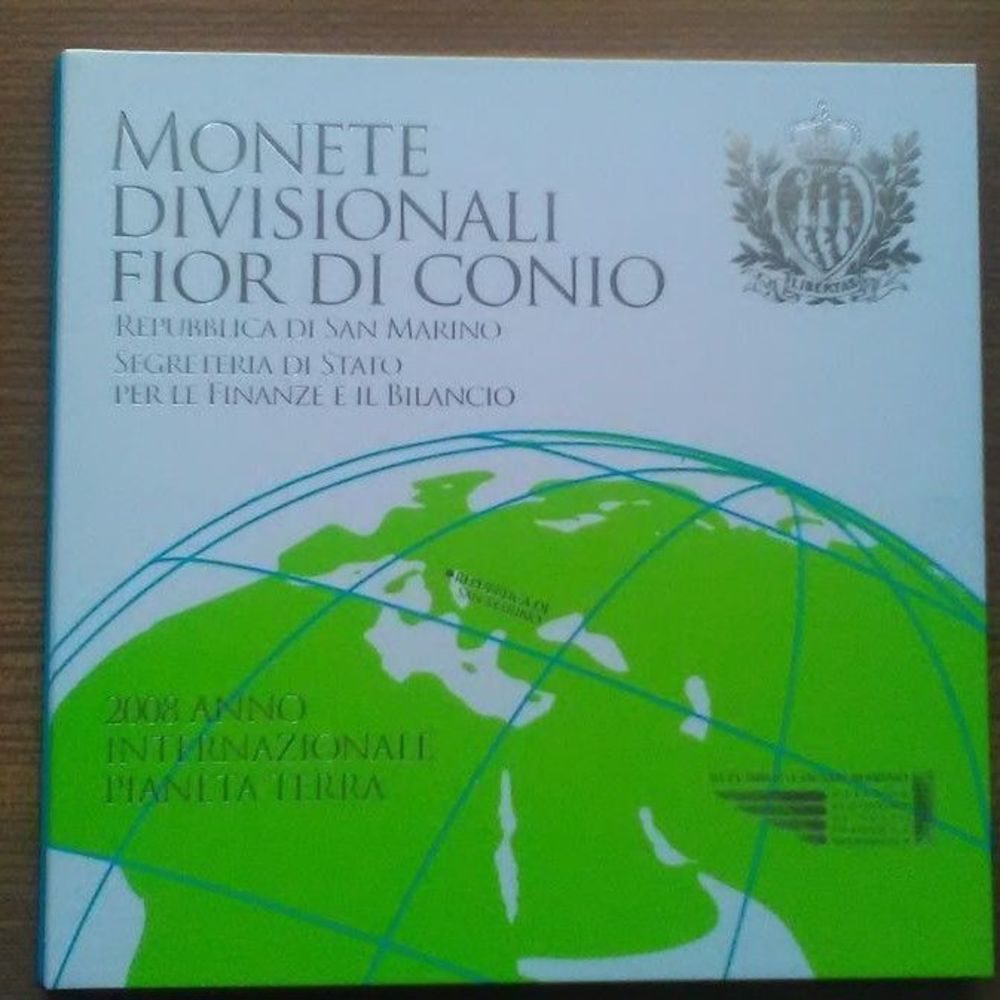 MONETE
DIVISIONALI
FIOR DI CONIO
REPUBBLICA DI SAN MARINO
SEGRETERIA DI STATO
PER LE FINANZE E IL BILANCIO
LIBERTAS
REPUBBLICA DI
SAN MARINO
2008 ANNO
INTERNAZIONALE
PIANETA TERRA